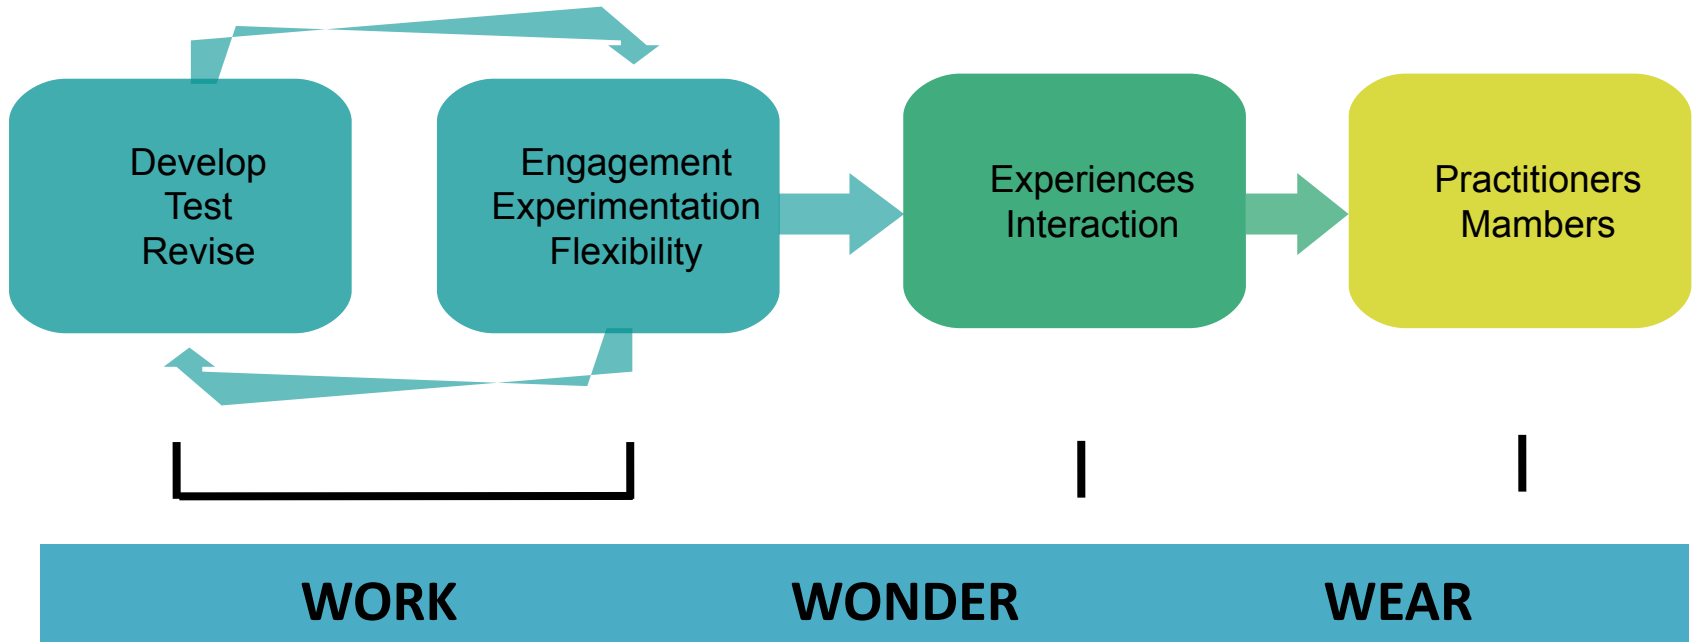 Develop
Test
Revise
Engagement
Experimentation
Flexibility
Experiences
Interaction
Practitioners
Mambers
WORK
WONDER
WEAR